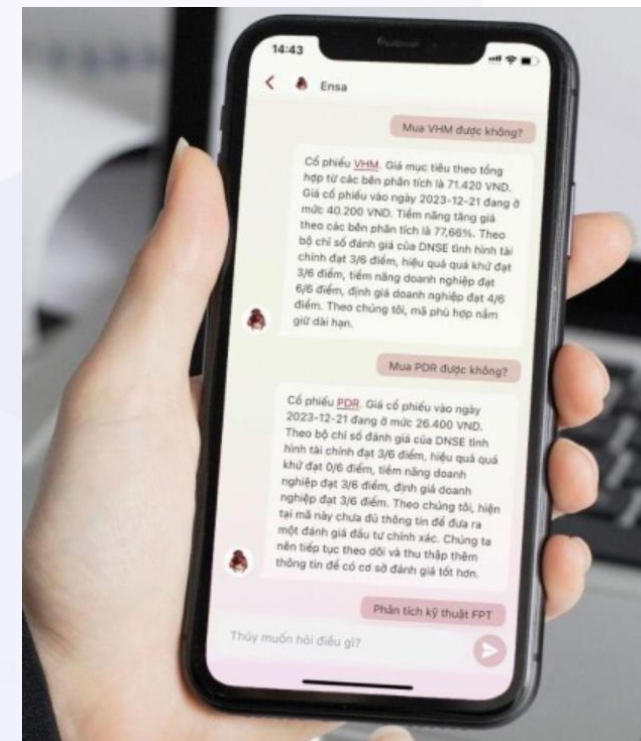 14:43
Ensa
Mua VHM được không?
Cổ phiếu VHM. Giá mục tiêu theo tổng
hợp từ các bên phân tích là 71.420 VND.
Giá cổ phiếu vào ngày 2023-12-21 đang ở
mức 40.200 VND. Tiềm năng tăng giá
theo các bên phân tích là 77,66%. Theo
bộ chỉ số đánh giá của DNSE tình hình tài
chính đạt 3/6 điểm, hiệu quả quá khứ đạt
3/6 điểm, tiềm năng doanh nghiệp đạt
6/6 điểm, định giá doanh nghiệp đạt 4/6
điểm. Theo chúng tôi, mã phù hợp nắm
giữ dài hạn.
Mua PDR được không?
Cổ phiếu PDR. Giá cổ phiếu vào ngày
2023-12-21 đang ở mức 26.400 VND.
Theo bộ chỉ số đánh giá của DNSE tình
hình tài chính đạt 3/6 điểm, hiệu quả quá
khứ đạt 0/6 điểm, tiềm năng doanh
nghiệp đạt 3/6 điểm, định giá doanh
nghiệp đạt 3/6 điểm. Theo chúng tôi, hiện
tại mã này chưa đủ thông tin để đưa ra
một đánh giá đầu tư chính xác. Chúng ta
nên tiếp tục theo dõi và thu thập thêm
thông tin để có cơ sở đánh giá tốt hơn.
Phân tích kỹ thuật FPT
Thúy muốn hỏi điều gì?